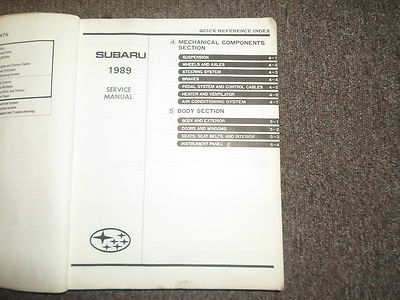 NTS
QUICK REFERENCE INDEX
SUBARU
1989
SERVICE
MANUAL
4 MECHANICAL COMPONENTS
SECTION
SUSPENSION 4-1
WHEELS AND AXLES 4-2
STEERING SYSTEM 4-3
BRAKES 4-4
PEDAL SYSTEM AND CONTROL CABLES 4-5
HEATER AND VENTILATOR 4-6
AIR CONDITIONING SYSTEM 4-7
5 BODY SECTION
BODY AND EXTERIOR 5-1
DOORS AND WINDOWS 5-2
SEATS, SEAT BELTS, AND INTERIOR 5-3
INSTRUMENT PANEL 5-4